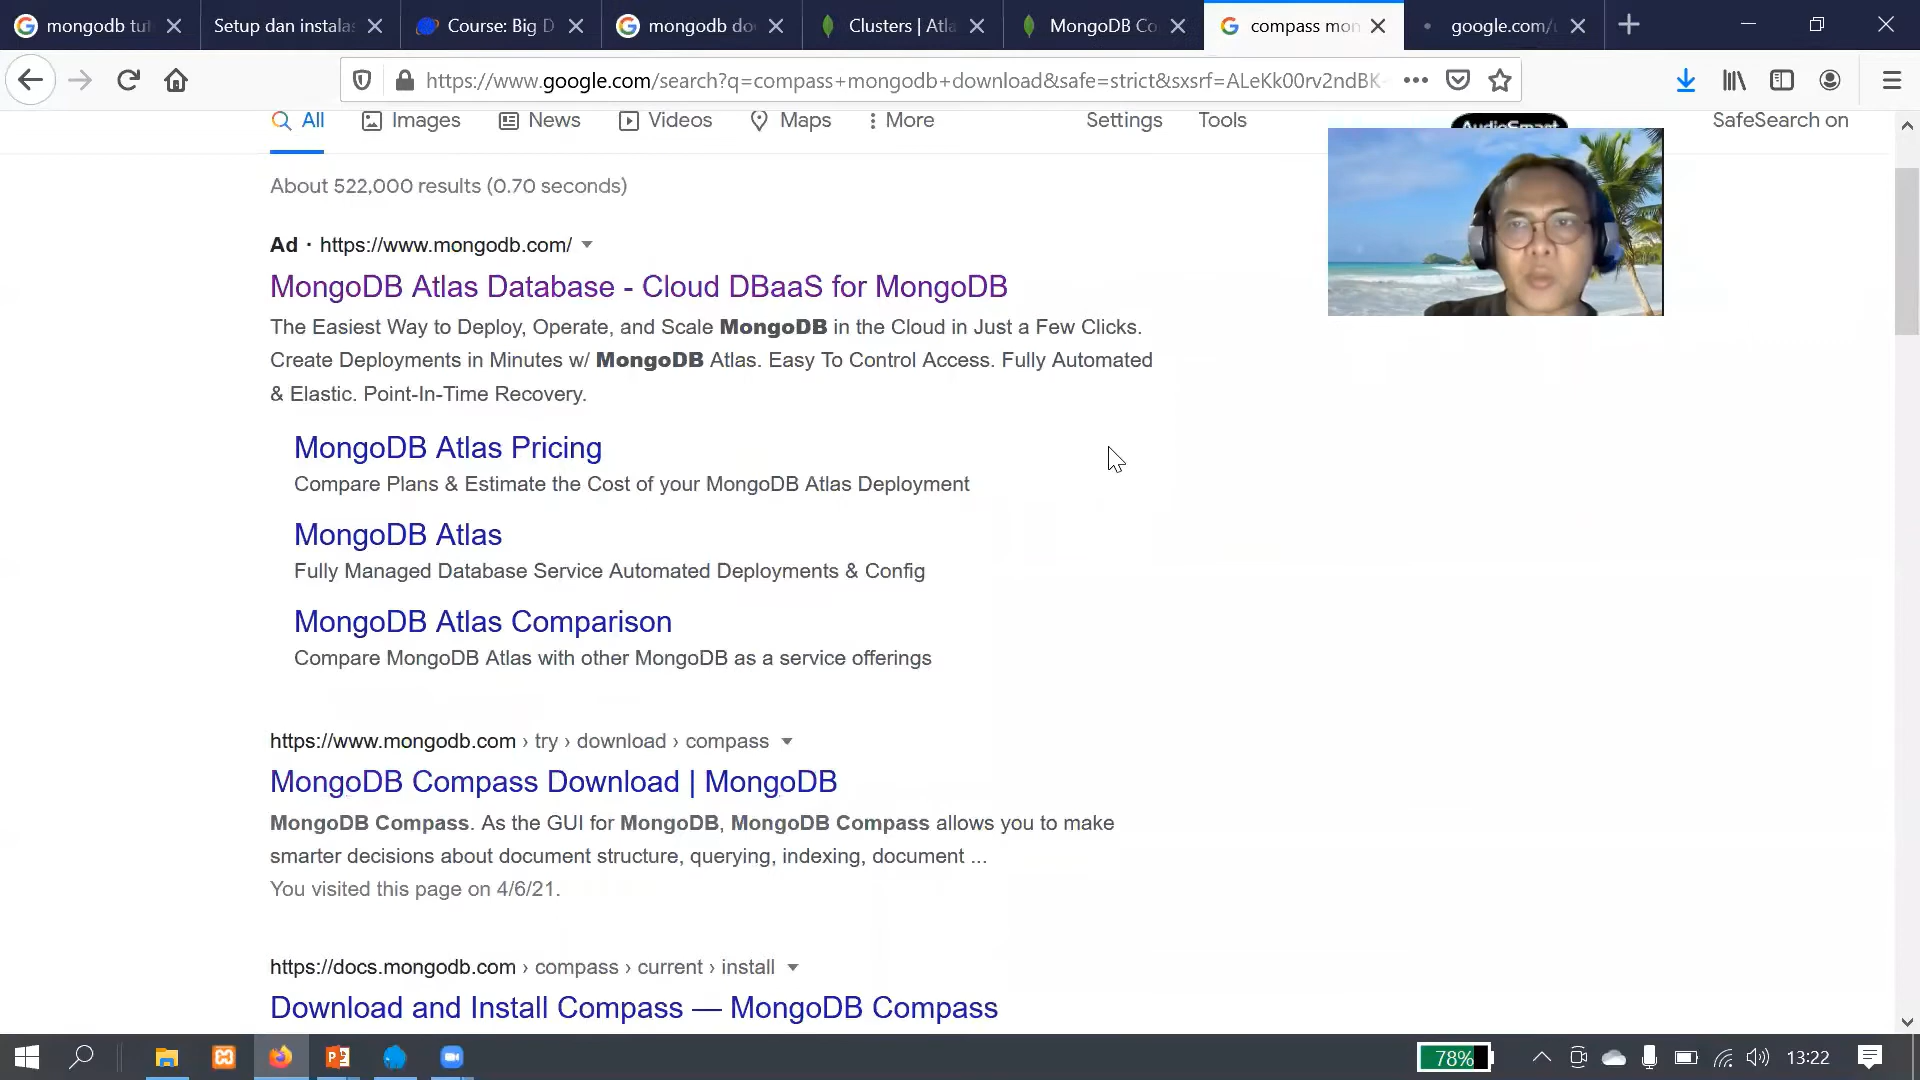 mongodb tut
Setup dan instalas
Course: Big D
mongodb do
Clusters | Atla
MongoDB Co
compass mon
google.com/u
https://www.google.com/search?q=compass+mongodb+download&safe=strict&sxsrf=ALeKk00rv2ndBK
All
Images
News
Videos
Maps
More
Settings
Tools
AudioSmart
SafeSearch on
About 522,000 results (0.70 seconds)
Ad · https://www.mongodb.com/
MongoDB Atlas Database - Cloud DBaaS for MongoDB
The Easiest Way to Deploy, Operate, and Scale MongoDB in the Cloud in Just a Few Clicks.
Create Deployments in Minutes w/ MongoDB Atlas. Easy To Control Access. Fully Automated
& Elastic. Point-In-Time Recovery.
MongoDB Atlas Pricing
Compare Plans & Estimate the Cost of your MongoDB Atlas Deployment
MongoDB Atlas
Fully Managed Database Service Automated Deployments & Config
MongoDB Atlas Comparison
Compare MongoDB Atlas with other MongoDB as a service offerings
https://www.mongodb.com › try › download › compass
MongoDB Compass Download | MongoDB
MongoDB Compass. As the GUI for MongoDB, MongoDB Compass allows you to make
smarter decisions about document structure, querying, indexing, document ...
You visited this page on 4/6/21.
https://docs.mongodb.com › compass › current › install
Download and Install Compass — MongoDB Compass
78%
13:22